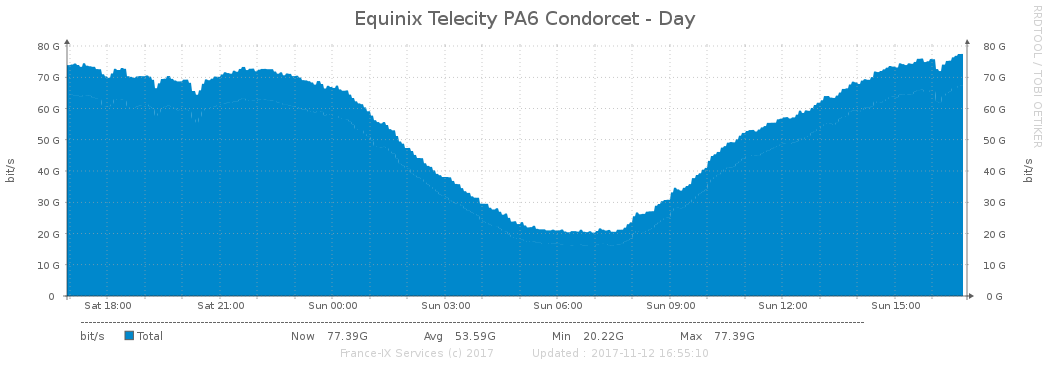 Equinix Telecity PA6 Condorcet - Day
RRDTOOL / TOBI OETIKER
80 G 80 G
70 G 70 G
60 G 60 G
50 G 50 G
40 G 40 G
30 G 30 G
20 G 20 G
10 G 10 G
0 0 G
bit/s bit/s
Sat 18:00 Sat 21:00 Sun 00:00 Sun 03:00 Sun 06:00 Sun 09:00 Sun 12:00 Sun 15:00
bit/s Total Now 77.39G Avg 53.59G Min 20.22G Max 77.39G
France-IX Services (c) 2017 Updated : 2017-11-12 16:55:10